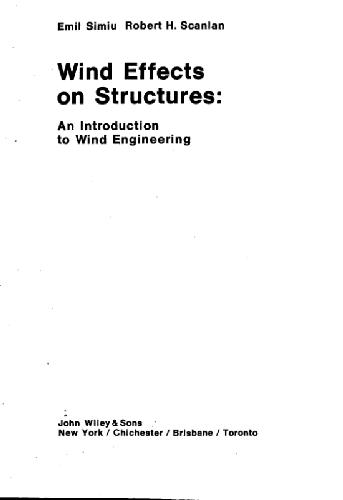 Emil Simiu Robert H. Scanlan
Wind Effects
on Structures:
An Introduction
to Wind Engineering
John Wiley & Sons
New York / Chichester / Brisbane / Toronto